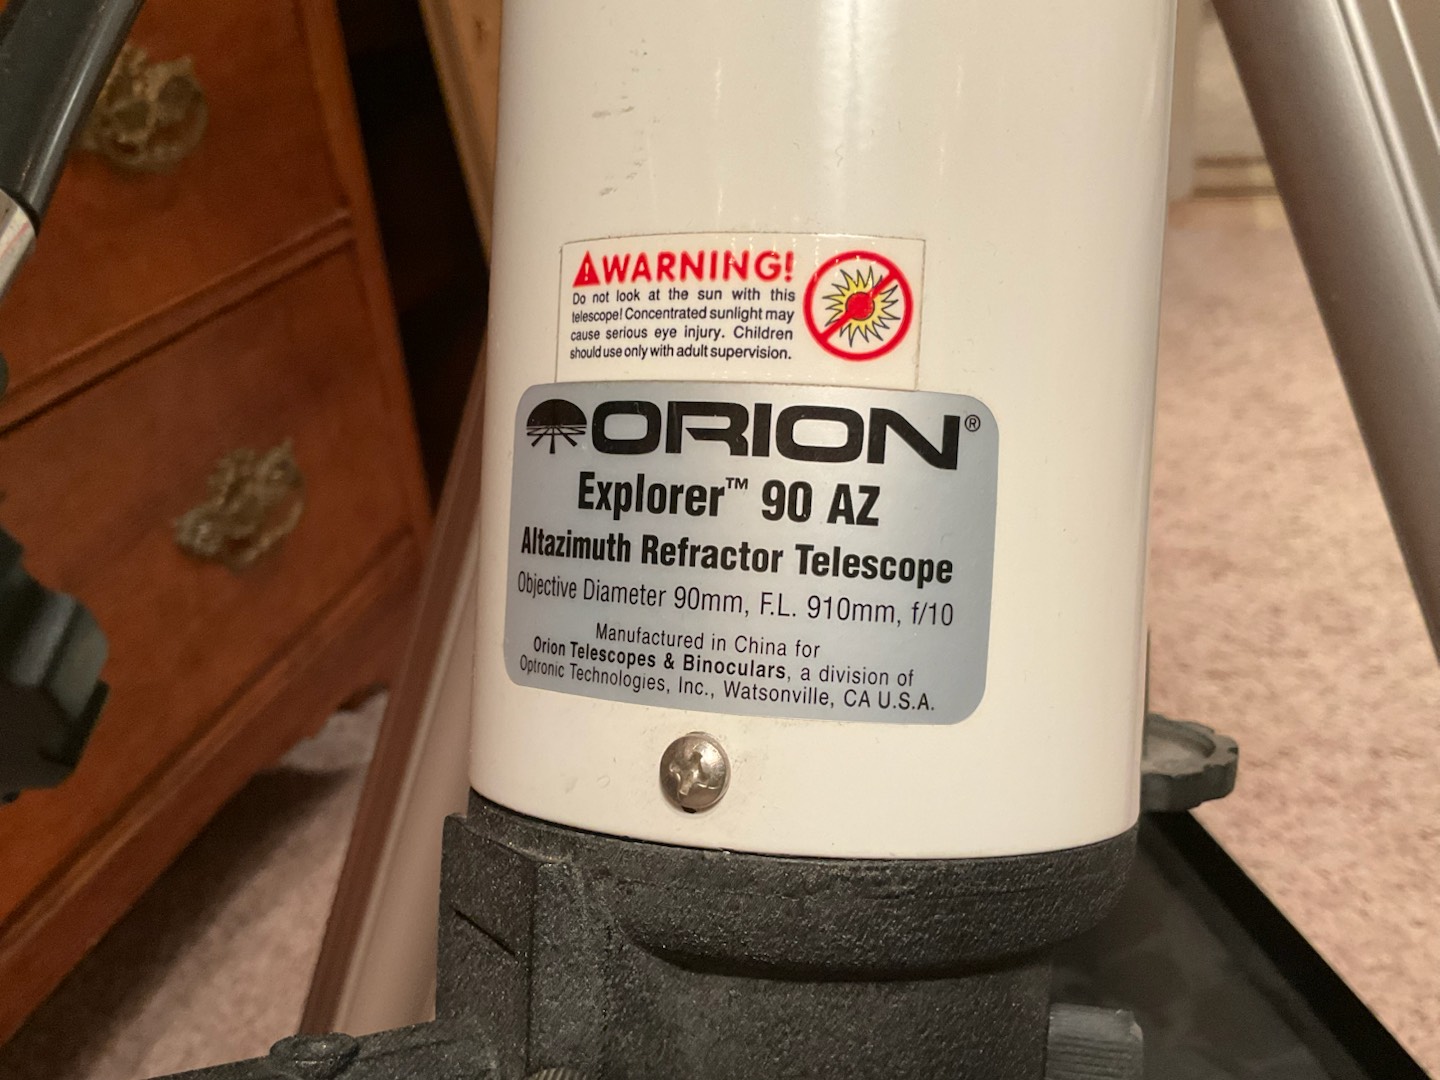 WARNING!
Do not look at the sun with this
telescope! Concentrated sunlight may
cause serious eye injury. Children
should use only with adult supervision.
ORION®
Explorer™ 90 AZ
Altazimuth Refractor Telescope
Objective Diameter 90mm, F.L. 910mm, f/10
Manufactured in China for
Orion Telescopes & Binoculars, a division of
Optronic Technologies, Inc., Watsonville, CA U.S.A.